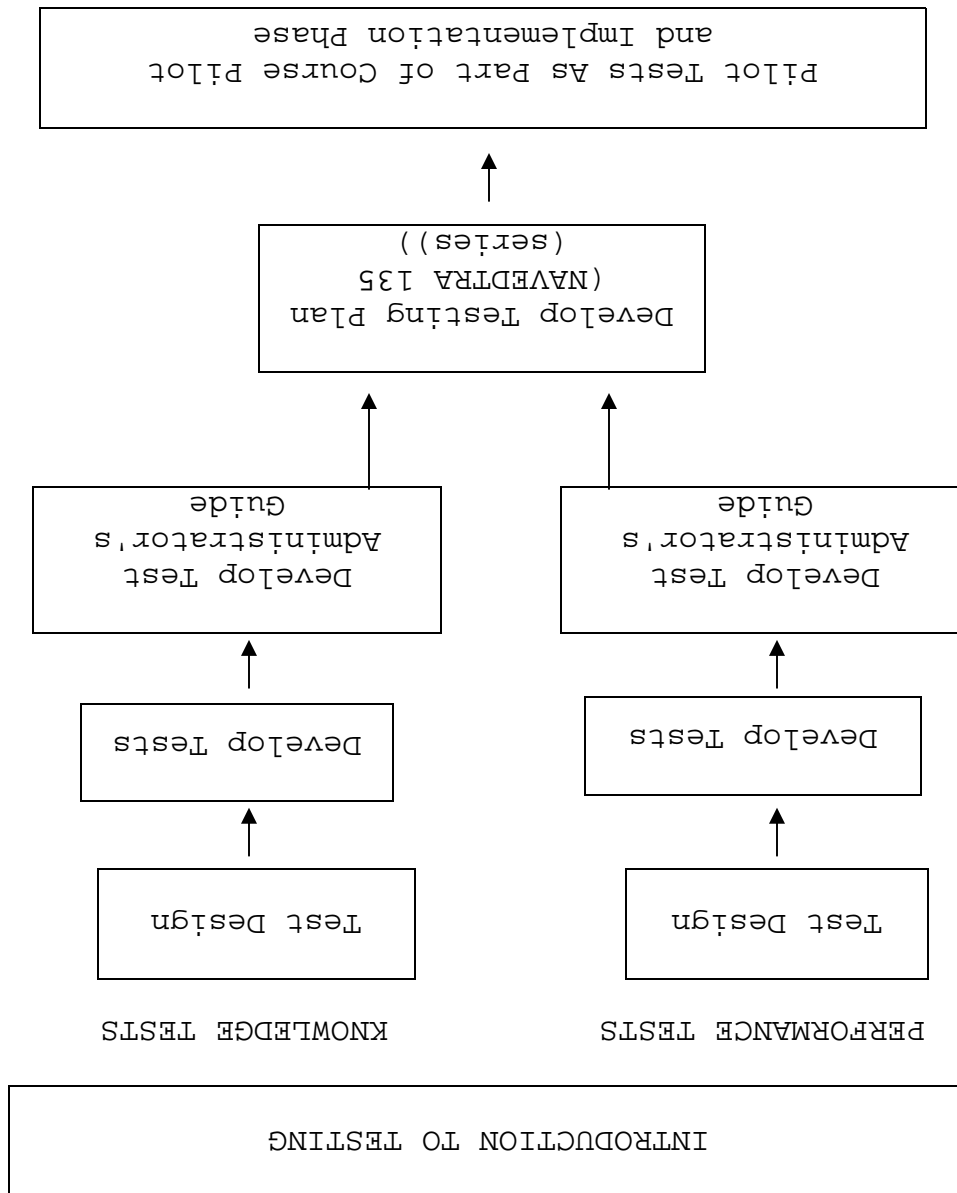 INTRODUCTION TO TESTING
PERFORMANCE TESTS
KNOWLEDGE TESTS
Test Design
Test Design
Develop Tests
Develop Tests
Develop Test
Administrator's
Guide
Develop Test
Administrator's
Guide
Develop Testing Plan
(NAVEDTRA 135
(series))
Pilot Tests As Part of Course Pilot
and Implementation Phase